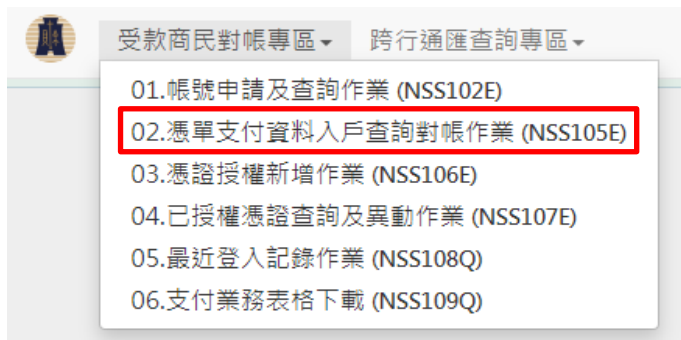 受款商民對帳專區 跨行通匯查詢專區
01.帳號申請及查詢作業 (NSS102E)
02.憑單支付資料入戶查詢對帳作業 (NSS105E)
03.憑證授權新增作業 (NSS106E)
04.已授權憑證查詢及異動作業 (NSS107E)
05.最近登入記錄作業 (NSS108Q)
06.支付業務表格下載 (NSS109Q)